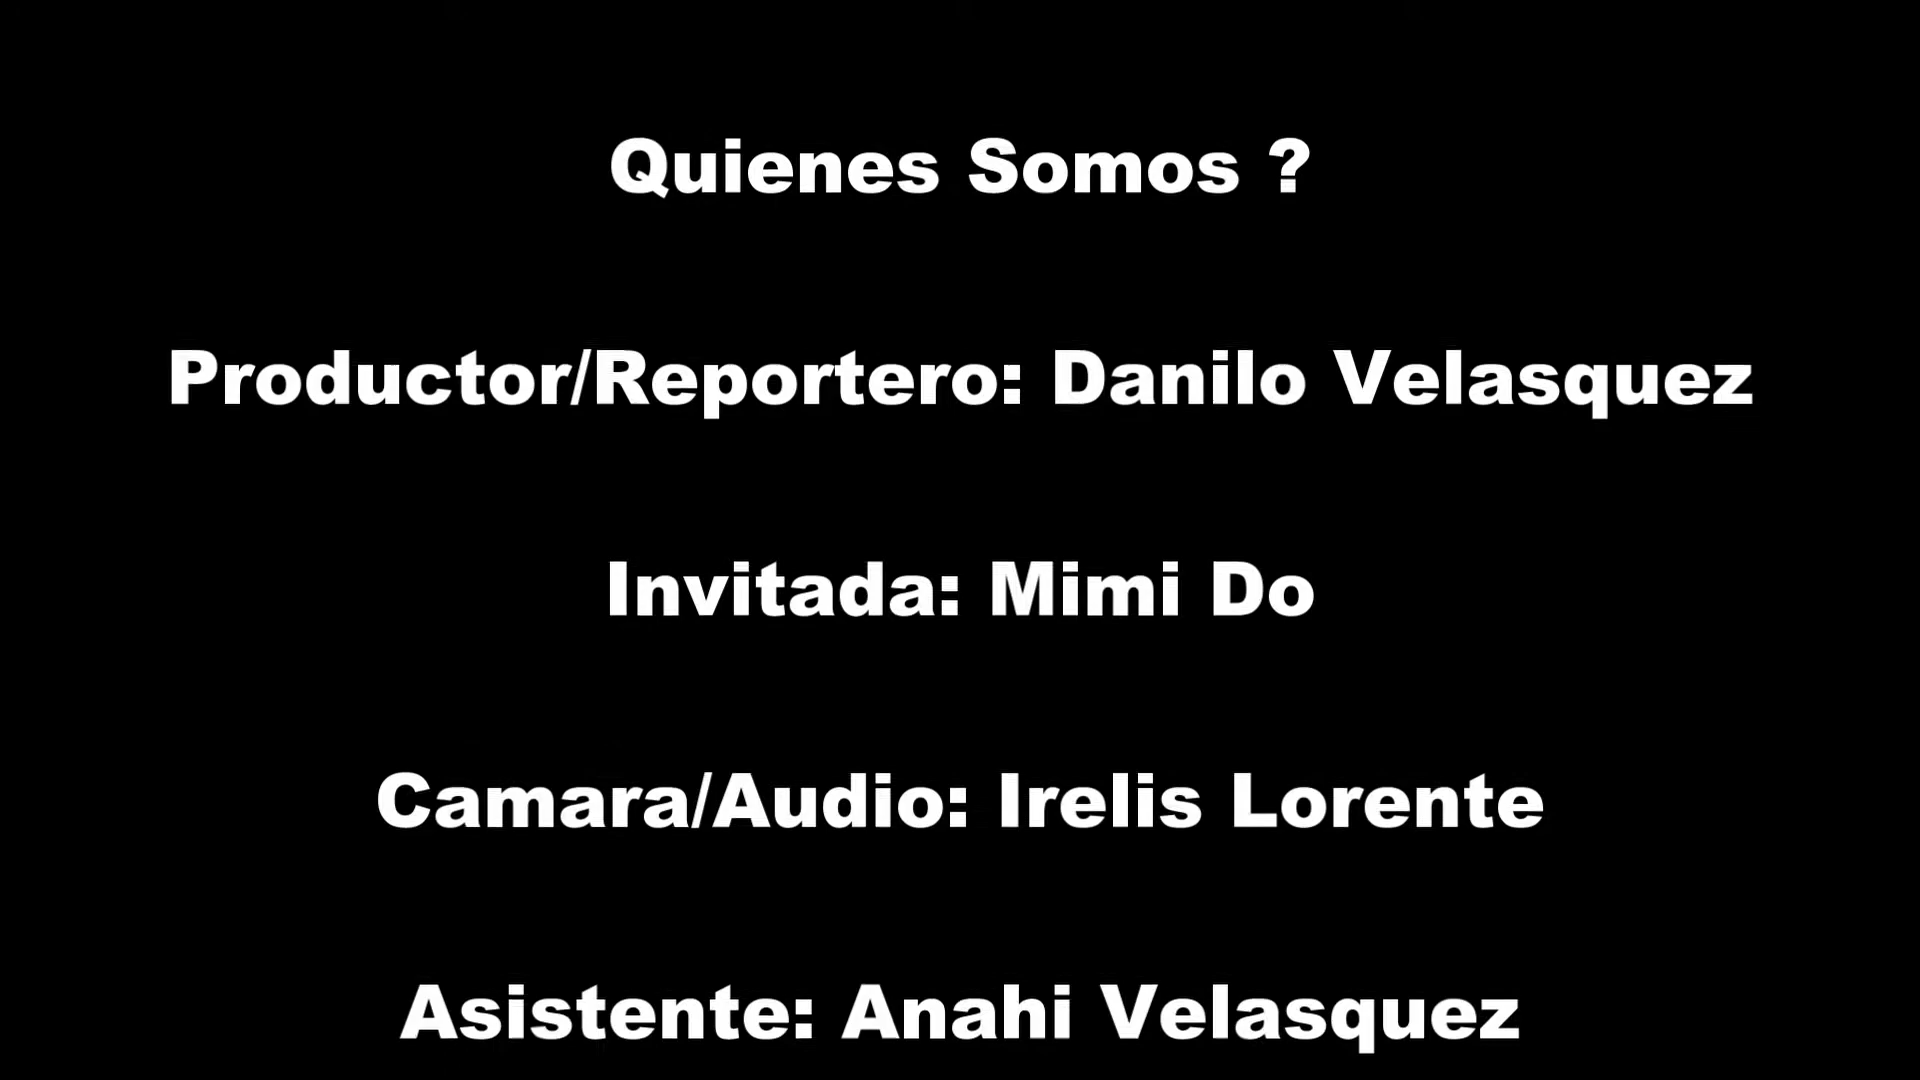 Quienes Somos ?
Productor/Reportero: Danilo Velasquez
Invitada: Mimi Do
Camara/Audio: Irelis Lorente
Asistente: Anahi Velasquez